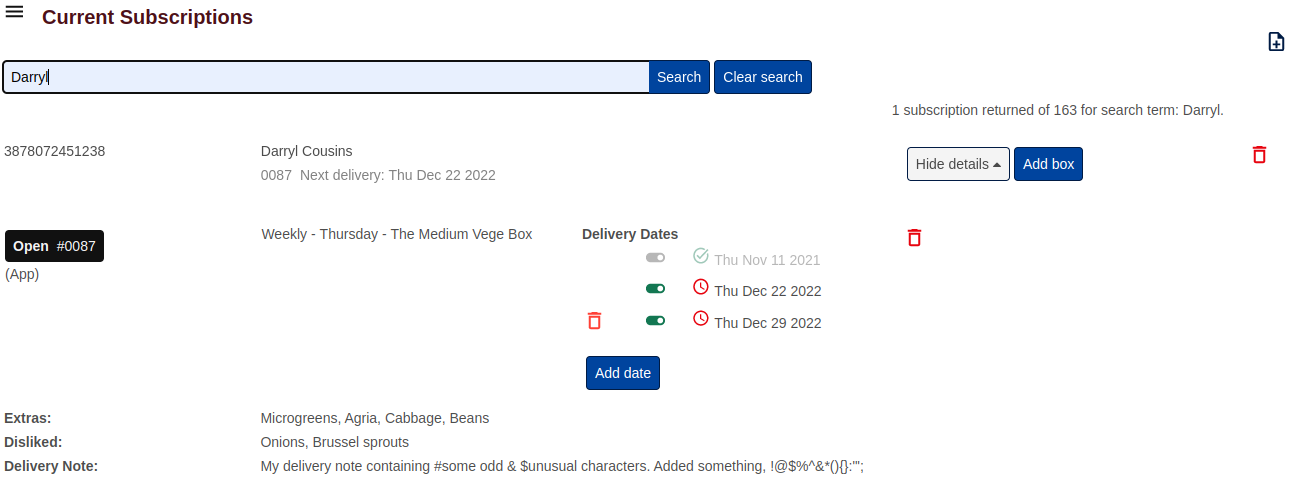 Current Subscriptions
Darryl Search Clear search
1 subscription returned of 163 for search term: Darryl.
3878072451238 Darryl Cousins Hide details Add box
0087 Next delivery: Thu Dec 22 2022
Open #0087 Weekly - Thursday - The Medium Vege Box Delivery Dates
(App) Thu Nov 11 2021
Thu Dec 22 2022
Thu Dec 29 2022
Add date
Extras: Microgreens, Agria, Cabbage, Beans
Disliked: Onions, Brussel sprouts
Delivery Note: My delivery note containing #some odd & $unusual characters. Added something, !@$%^&*(){}:"';